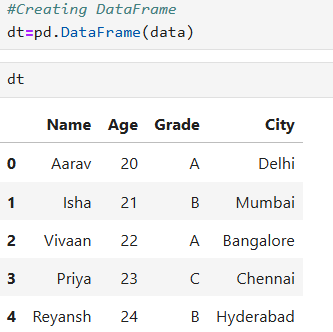 #Creating DataFrame
dt=pd.DataFrame(data)
dt
Name Age Grade City
0 Aarav 20 A Delhi
1 Isha 21 B Mumbai
2 Vivaan 22 A Bangalore
3 Priya 23 C Chennai
4 Reyansh 24 B Hyderabad